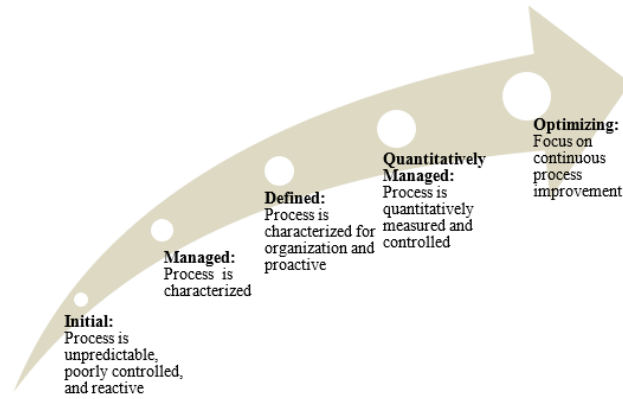 Initial:
Process is
unpredictable,
poorly controlled,
and reactive
Managed:
Process is
characterized
Defined:
Process is
characterized for
organization and
proactive
Quantitatively
Managed:
Process is
quantitatively
measured and
controlled
Optimizing:
Focus on
continuous
process
improvement